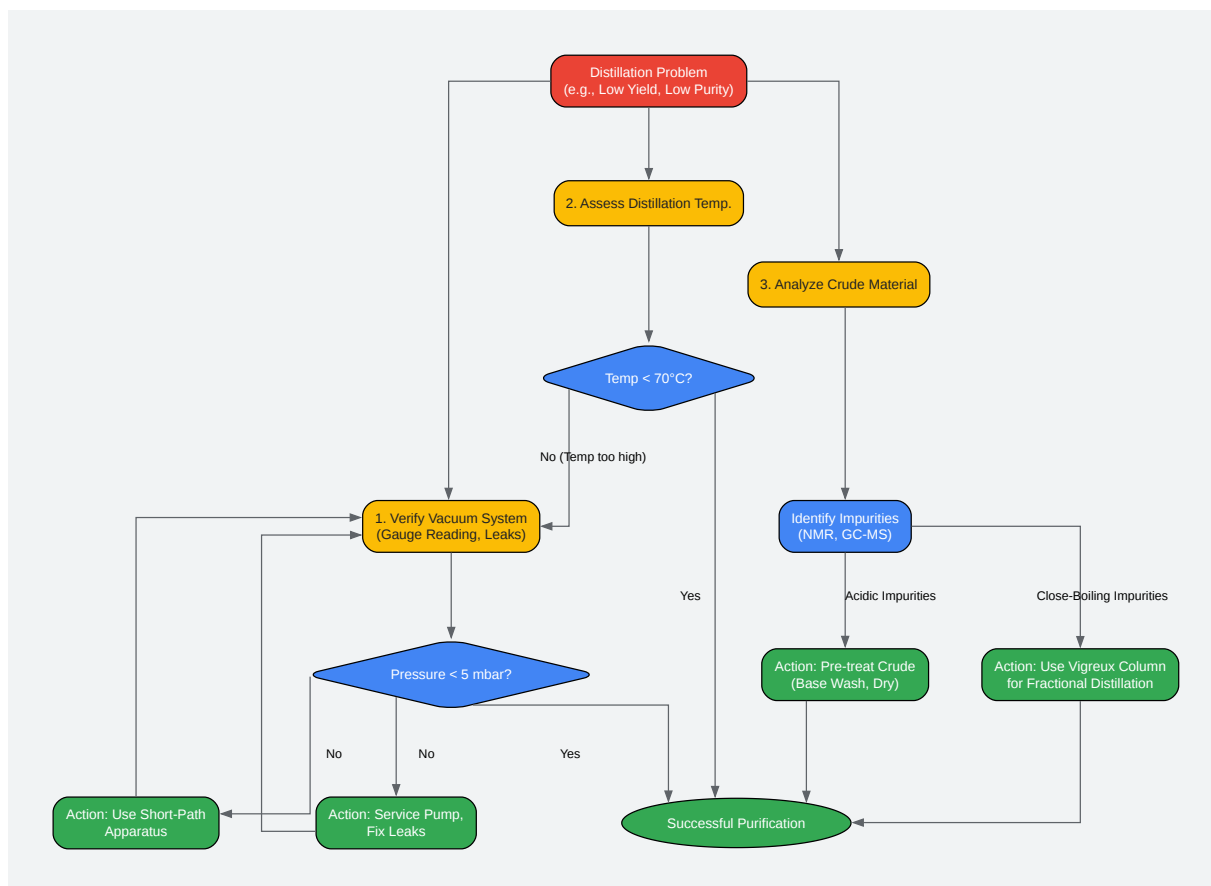 Distillation Problem
(e.g., Low Yield, Low Purity)
2. Assess Distillation Temp.
3. Analyze Crude Material
Temp < 70°C?
No (Temp too high)
1. Verify Vacuum System
(Gauge Reading, Leaks)
Identify Impurities
(NMR, GC-MS)
Yes
Acidic Impurities
Close-Boiling Impurities
Pressure < 5 mbar?
Action: Pre-treat Crude
(Base Wash, Dry)
Action: Use Vigreux Column
for Fractional Distillation
No
No
Yes
Action: Use Short-Path
Apparatus
Action: Service Pump,
Fix Leaks
Successful Purification